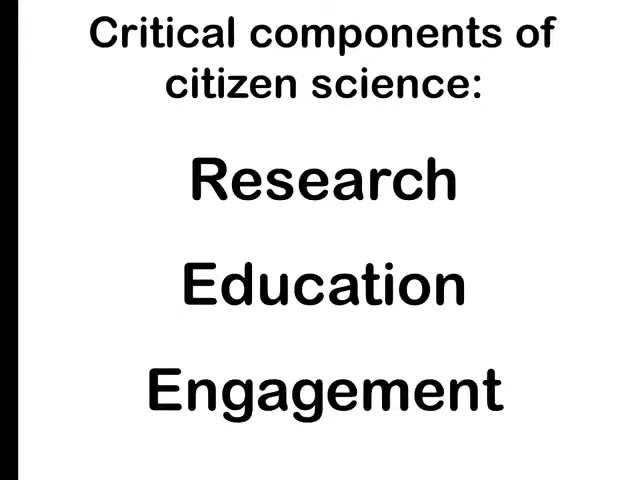 Critical components of
citizen science:
Research
Education
Engagement